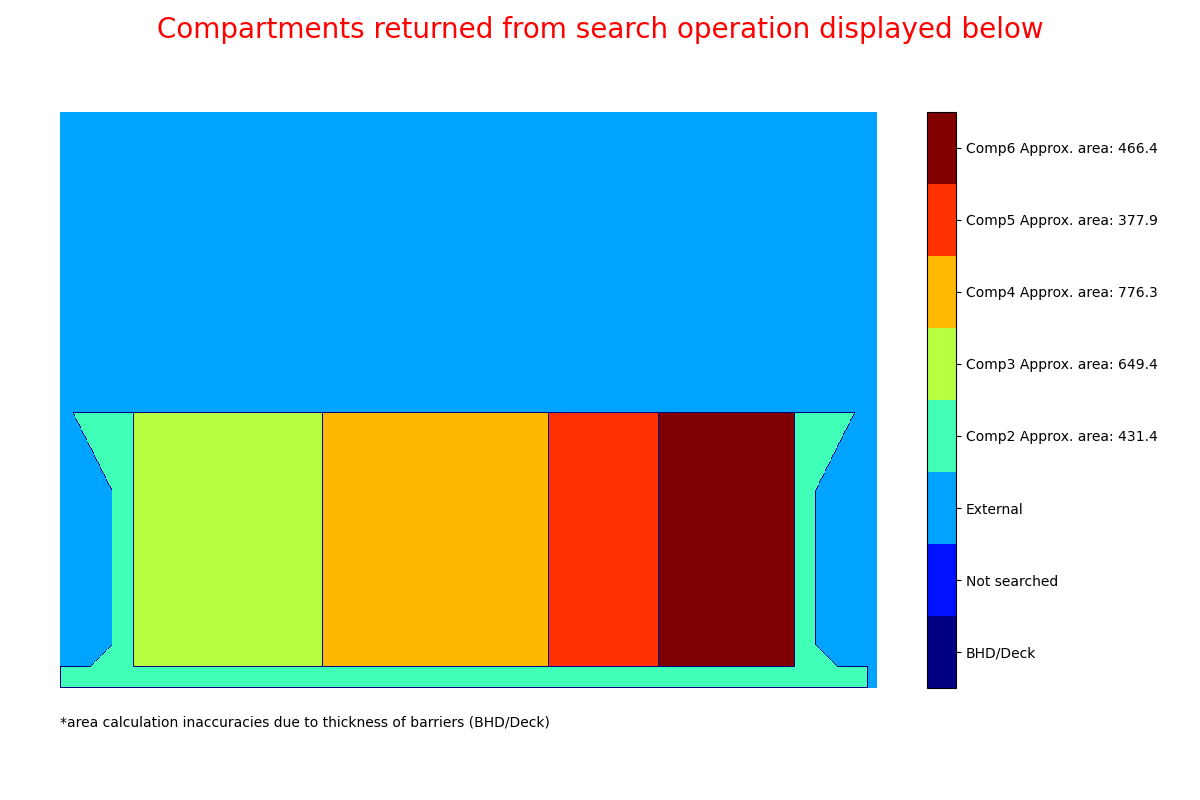 Compartments returned from search operation displayed below
Comp6 Approx. area: 466.4
Comp5 Approx. area: 377.9
Comp4 Approx. area: 776.3
Comp3 Approx. area: 649.4
Comp2 Approx. area: 431.4
External
Not searched
BHD/Deck
*area calculation inaccuracies due to thickness of barriers (BHD/Deck)